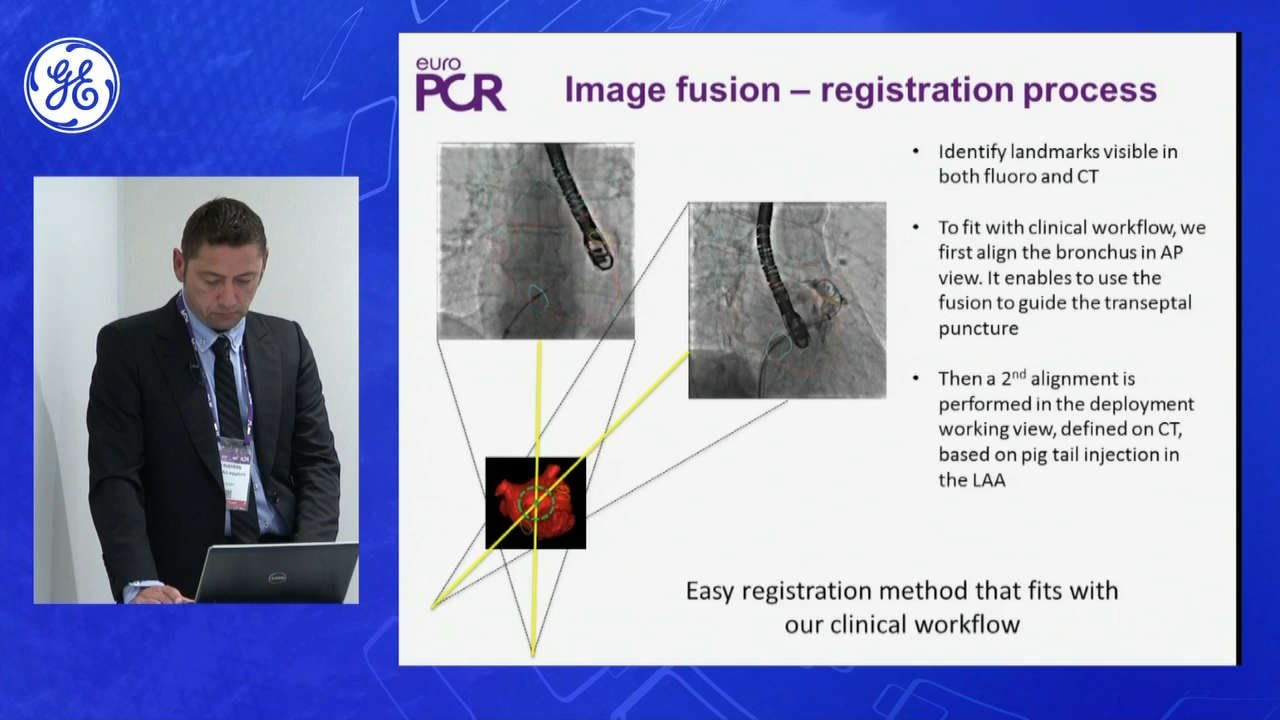 GE
euro
PCR
Image fusion – registration process
• Identify landmarks visible in
both fluoro and CT
• To fit with clinical workflow, we
first align the bronchus in AP
view. It enables to use the
fusion to guide the transeptal
puncture
• Then a 2nd alignment is
performed in the deployment
working view, defined on CT,
based on pig tail injection in
the LAA
Easy registration method that fits with
our clinical workflow
DELL